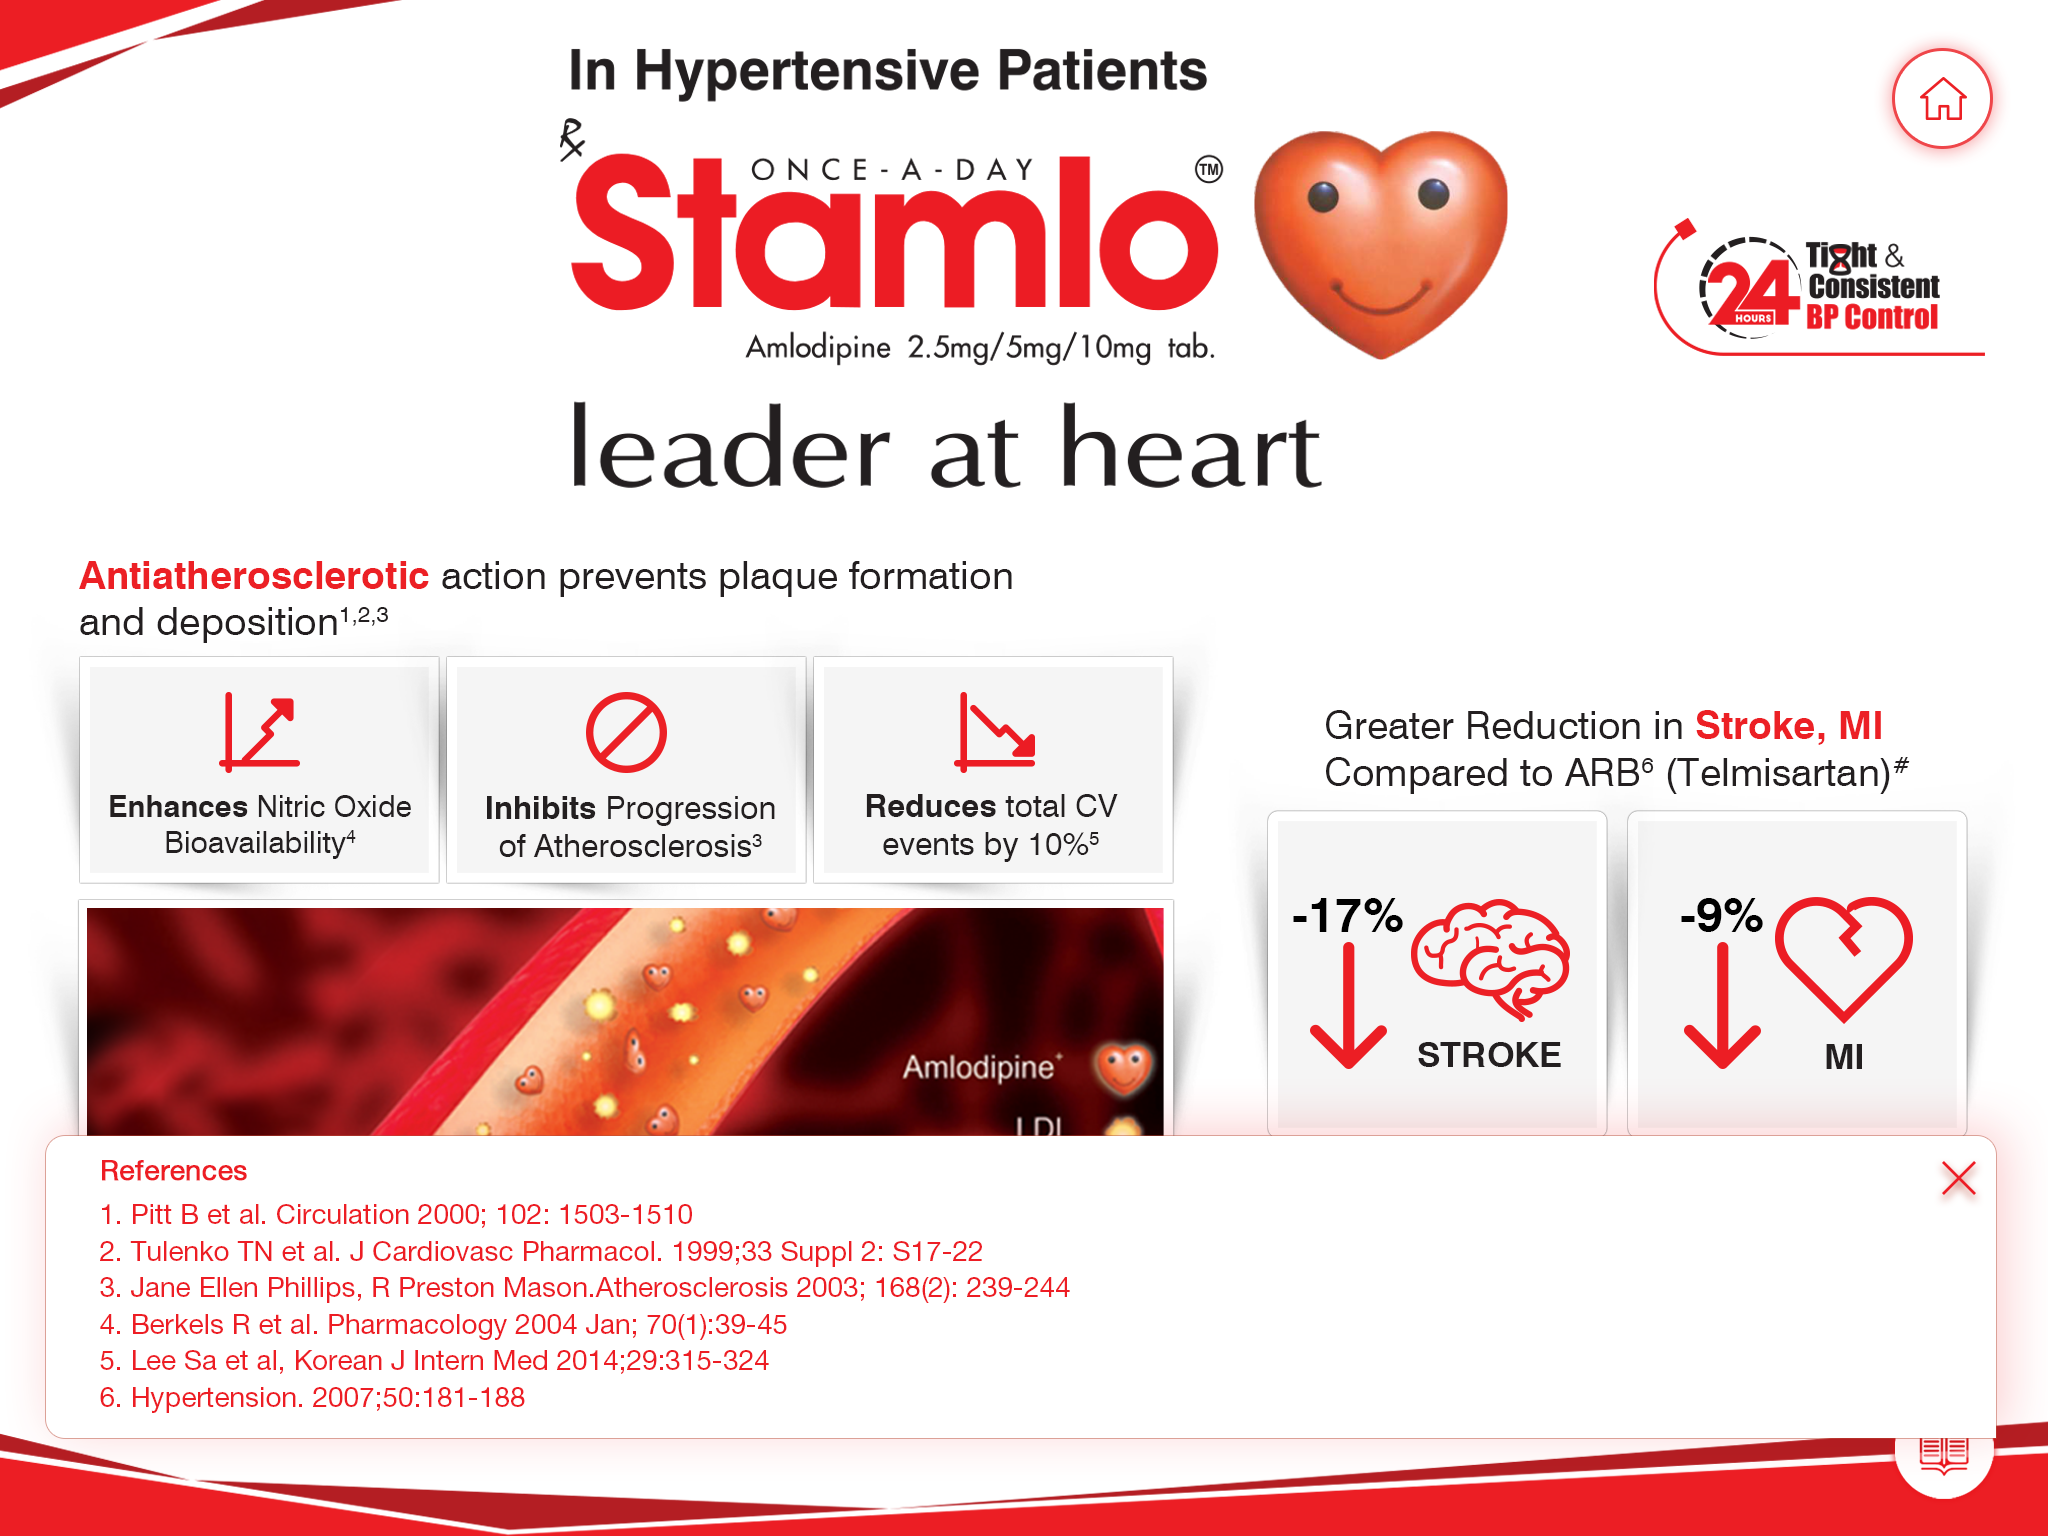 In Hypertensive Patients
℞
ONCE-A-DAY
Stamlo™
Amlodipine 2.5mg/5mg/10mg tab.
leader at heart
24 HOURS
Tight &
Consistent
BP Control
Antiatherosclerotic action prevents plaque formation
and deposition1,2,3
Enhances Nitric Oxide
Bioavailability4
Inhibits Progression
of Atherosclerosis3
Reduces total CV
events by 10%5
Amlodipine+
LDL
Greater Reduction in Stroke, MI
Compared to ARB6 (Telmisartan)#
-17%
STROKE
-9%
MI
References
1. Pitt B et al. Circulation 2000; 102: 1503-1510
2. Tulenko TN et al. J Cardiovasc Pharmacol. 1999;33 Suppl 2: S17-22
3. Jane Ellen Phillips, R Preston Mason.Atherosclerosis 2003; 168(2): 239-244
4. Berkels R et al. Pharmacology 2004 Jan; 70(1):39-45
5. Lee Sa et al, Korean J Intern Med 2014;29:315-324
6. Hypertension. 2007;50:181-188